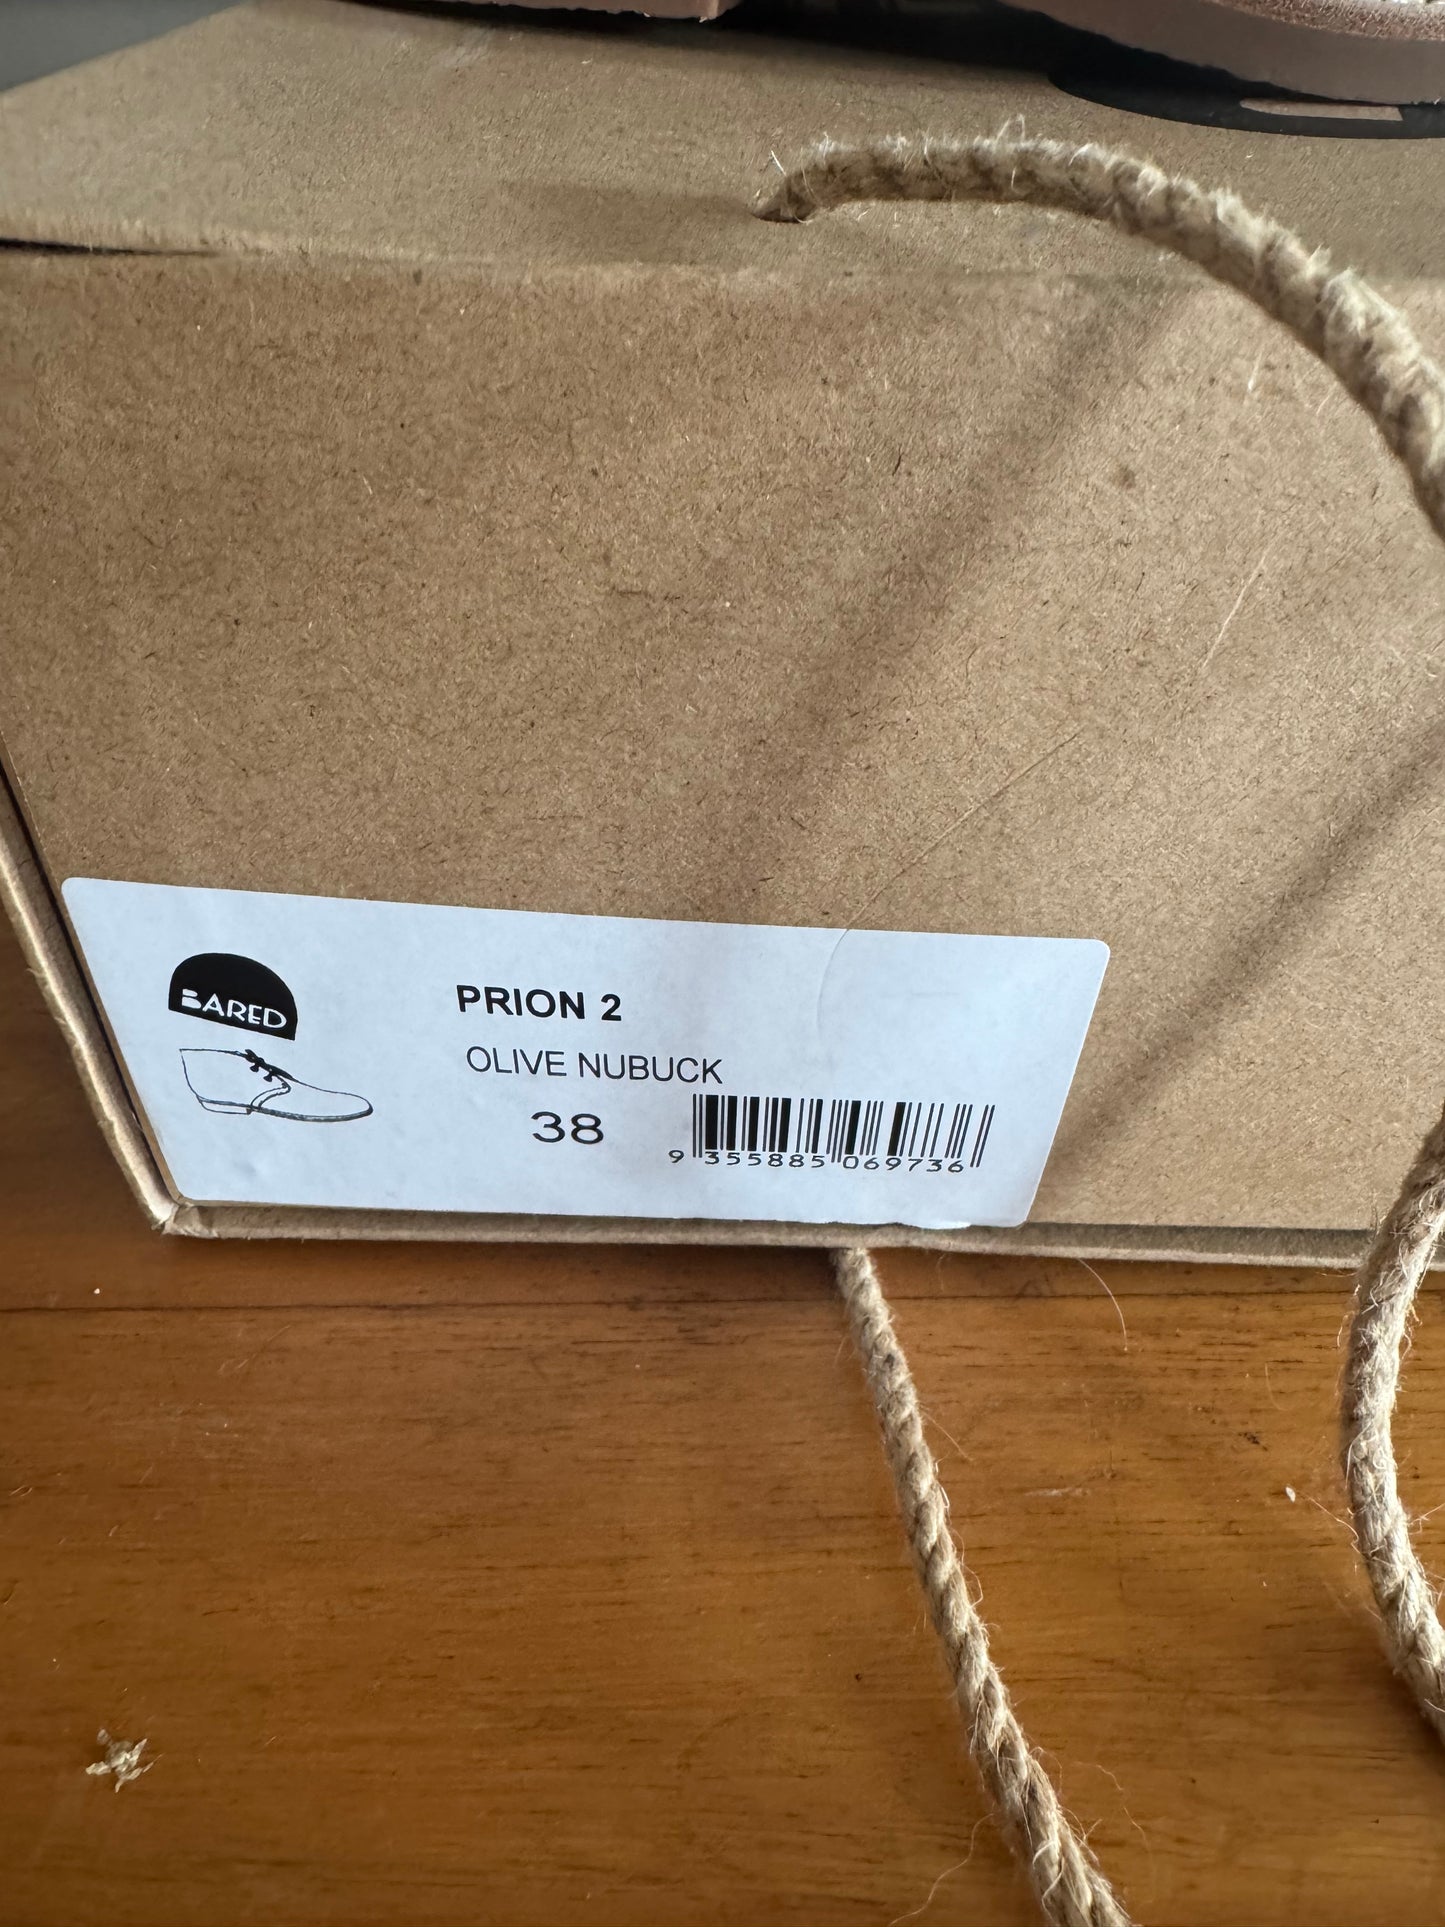 BARED
PRION 2
OLIVE NUBUCK
38
9 355885 069736